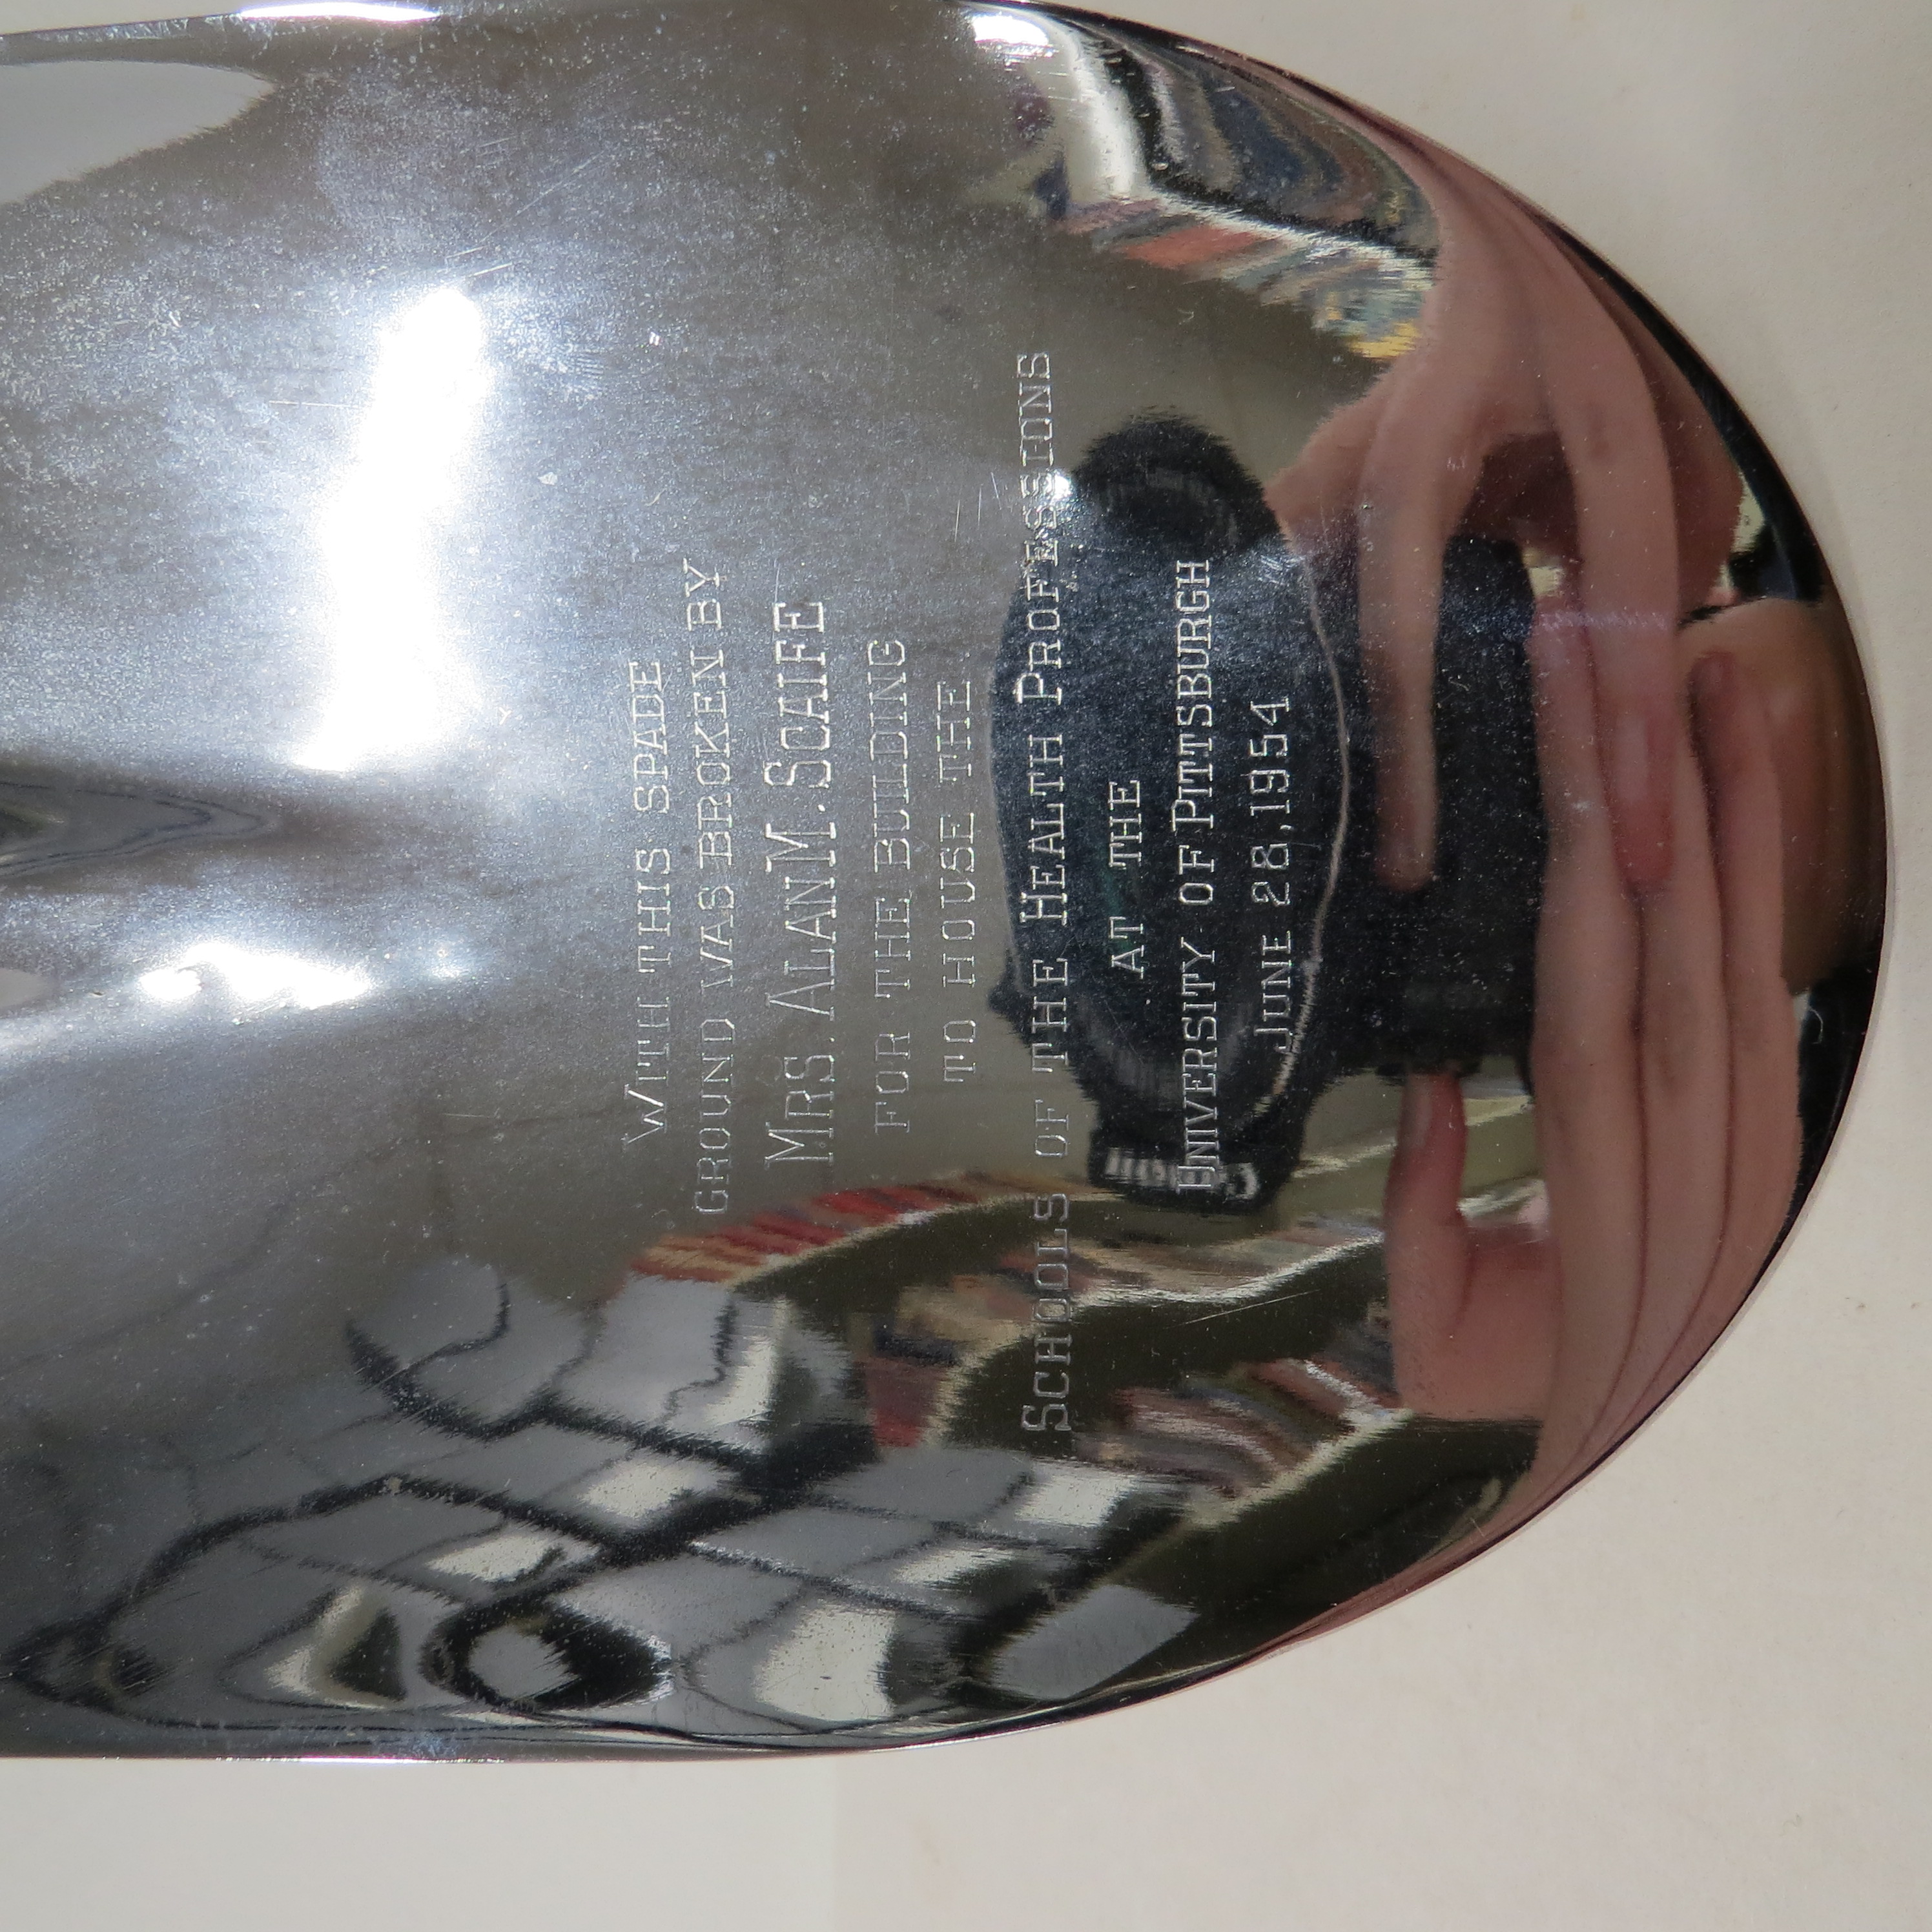 WITH THIS SPADE
GROUND WAS BROKEN BY
MRS. ALAN M. SCAIFE
FOR THE BUILDING
TO HOUSE THE
SCHOOLS OF THE HEALTH PROFESSIONS
AT THE
UNIVERSITY OF PITTSBURGH
JUNE 28, 1954